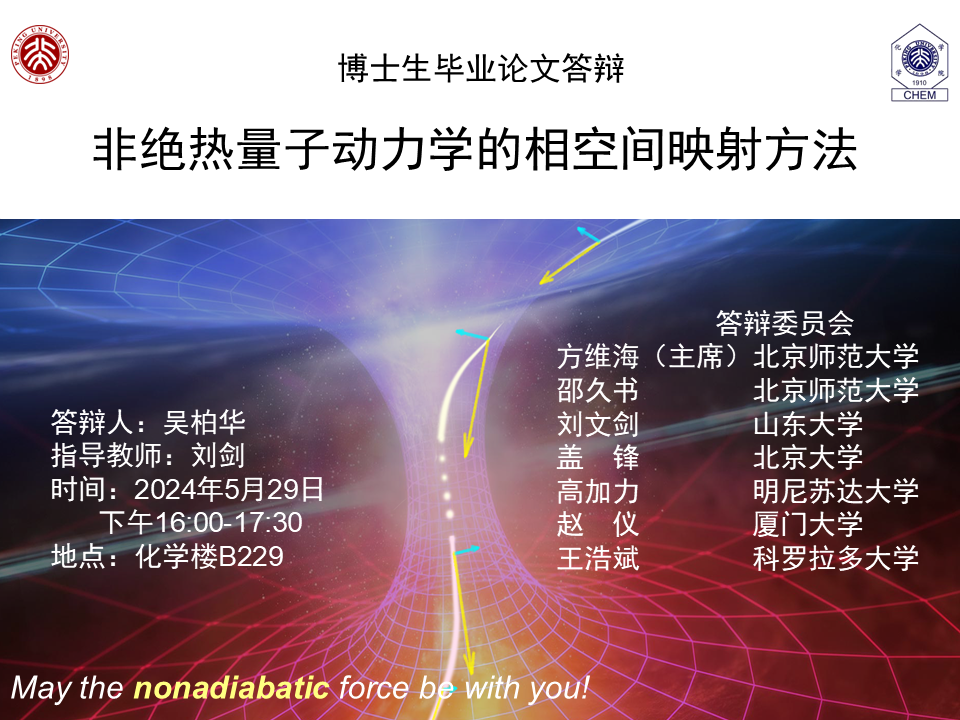 PEKING UNIVERSITY
1898
化学
学院
PEKING UNIVERSITY
1910
CHEM
博士生毕业论文答辩
非绝热量子动力学的相空间映射方法
答辩人：吴柏华
指导教师：刘剑
时间：2024年5月29日
下午16:00-17:30
地点：化学楼B229
答辩委员会
方维海（主席）北京师范大学
邵久书 北京师范大学
刘文剑 山东大学
盖 锋 北京大学
高加力 明尼苏达大学
赵 仪 厦门大学
王浩斌 科罗拉多大学
May the nonadiabatic force be with you!